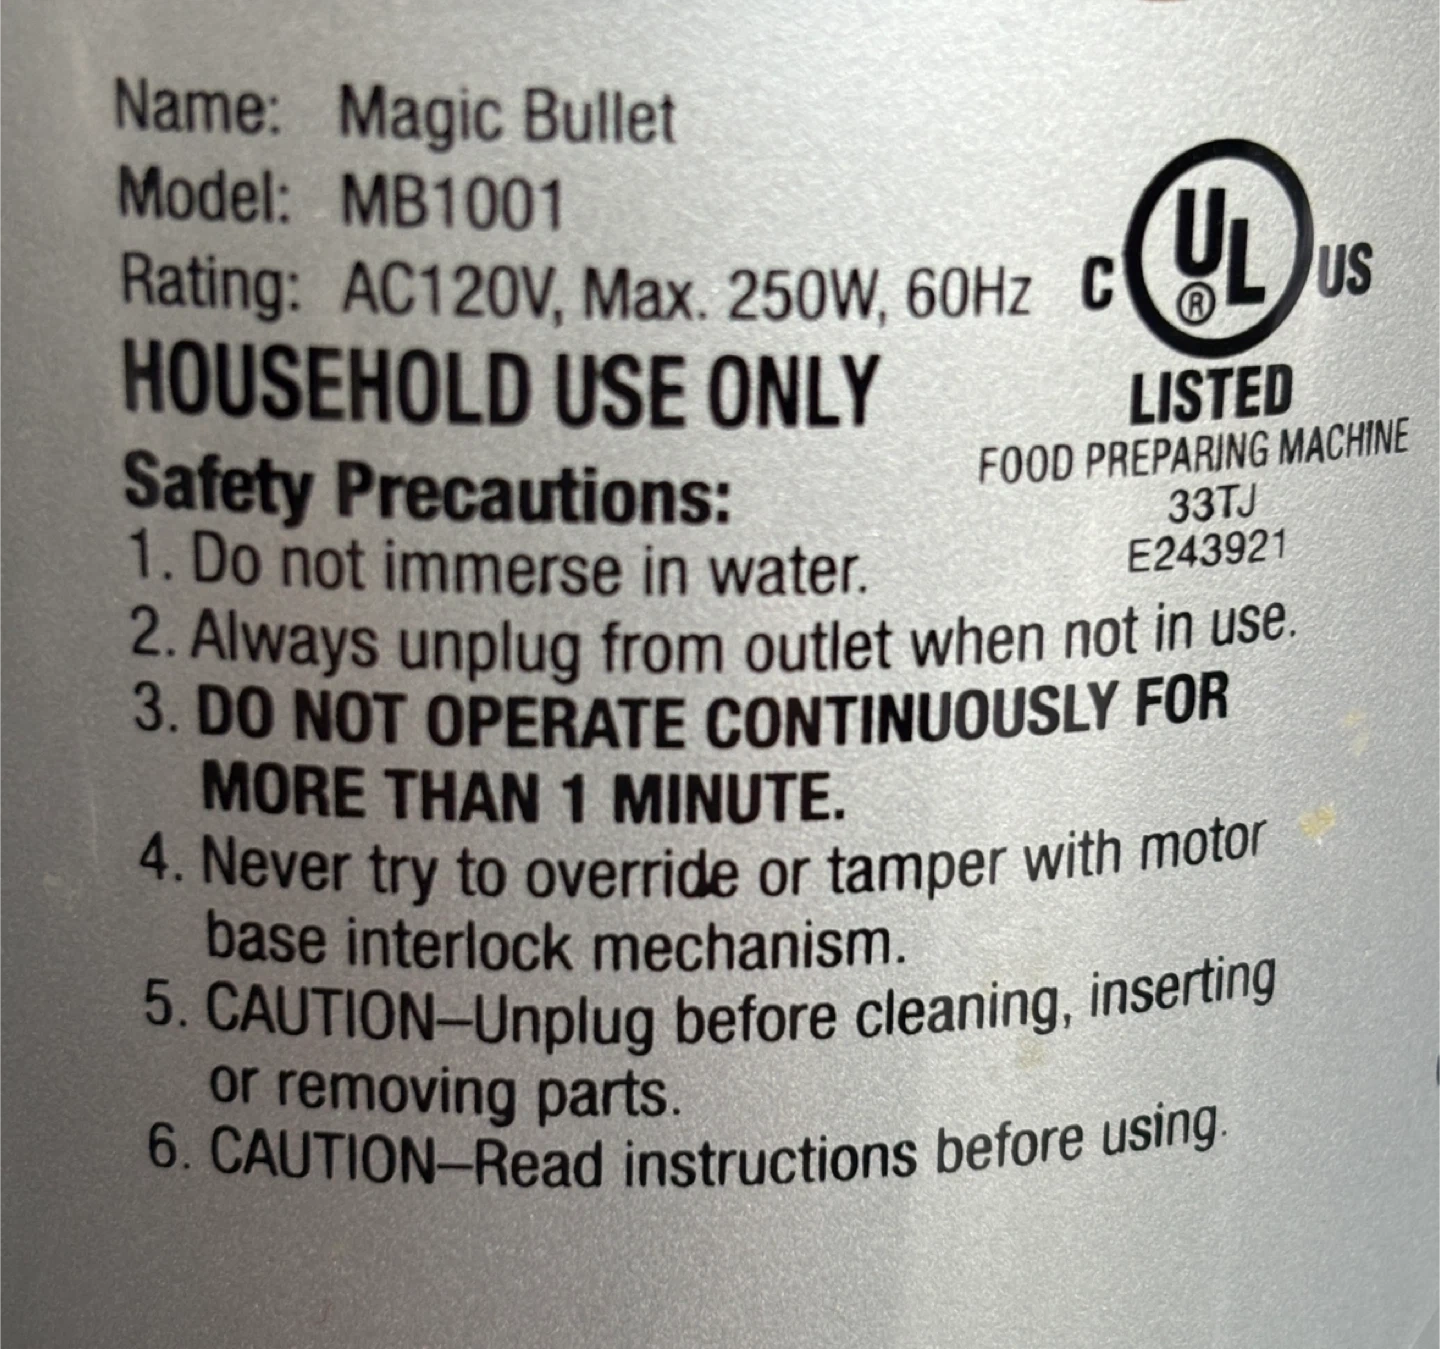 Name: Magic Bullet
Model: MB1001
Rating: AC120V, Max. 250W, 60Hz
HOUSEHOLD USE ONLY
C UL ® US
LISTED
FOOD PREPARING MACHINE
33TJ
E243921
Safety Precautions:
1. Do not immerse in water.
2. Always unplug from outlet when not in use.
3. DO NOT OPERATE CONTINUOUSLY FOR
MORE THAN 1 MINUTE.
4. Never try to override or tamper with motor
base interlock mechanism.
5. CAUTION–Unplug before cleaning, inserting
or removing parts.
6. CAUTION–Read instructions before using.